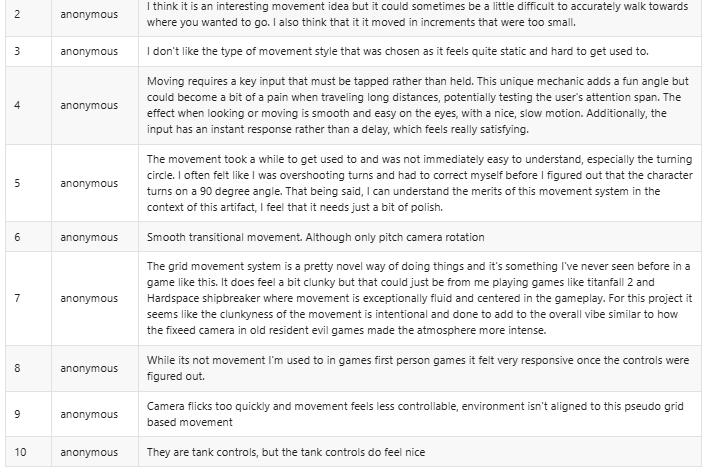 I think it is an interesting movement idea but it could sometimes be a little difficult to accurately walk towards
2 anonymous where you wanted to go. I also think that it it moved in increments that were too small.
3 anonymous I don't like the type of movement style that was chosen as it feels quite static and hard to get used to.
Moving requires a key input that must be tapped rather than held. This unique mechanic adds a fun angle but
4 anonymous could become a bit of a pain when traveling long distances, potentially testing the user's attention span. The
effect when looking or moving is smooth and easy on the eyes, with a nice, slow motion. Additionally, the
input has an instant response rather than a delay, which feels really satisfying.
The movement took a while to get used to and was not immediately easy to understand, especially the turning
5 anonymous circle. I often felt like I was overshooting turns and had to correct myself before I figured out that the character
turns on a 90 degree angle. That being said, I can understand the merits of this movement system in the
context of this artifact, I feel that it needs just a bit of polish.
6 anonymous Smooth transitional movement. Although only pitch camera rotation
The grid movement system is a pretty novel way of doing things and it's something I've never seen before in a
game like this. It does feel a bit clunky but that could just be from me playing games like titanfall 2 and
7 anonymous Hardspace shipbreaker where movement is exceptionally fluid and centered in the gameplay. For this project it
seems like the clunkyness of the movement is intentional and done to add to the overall vibe similar to how
the fixeed camera in old resident evil games made the atmosphere more intense.
8 anonymous While its not movement I'm used to in games first person games it felt very responsive once the controls were
figured out.
9 anonymous Camera flicks too quickly and movement feels less controllable, environment isn't aligned to this pseudo grid
based movement
10 anonymous They are tank controls, but the tank controls do feel nice